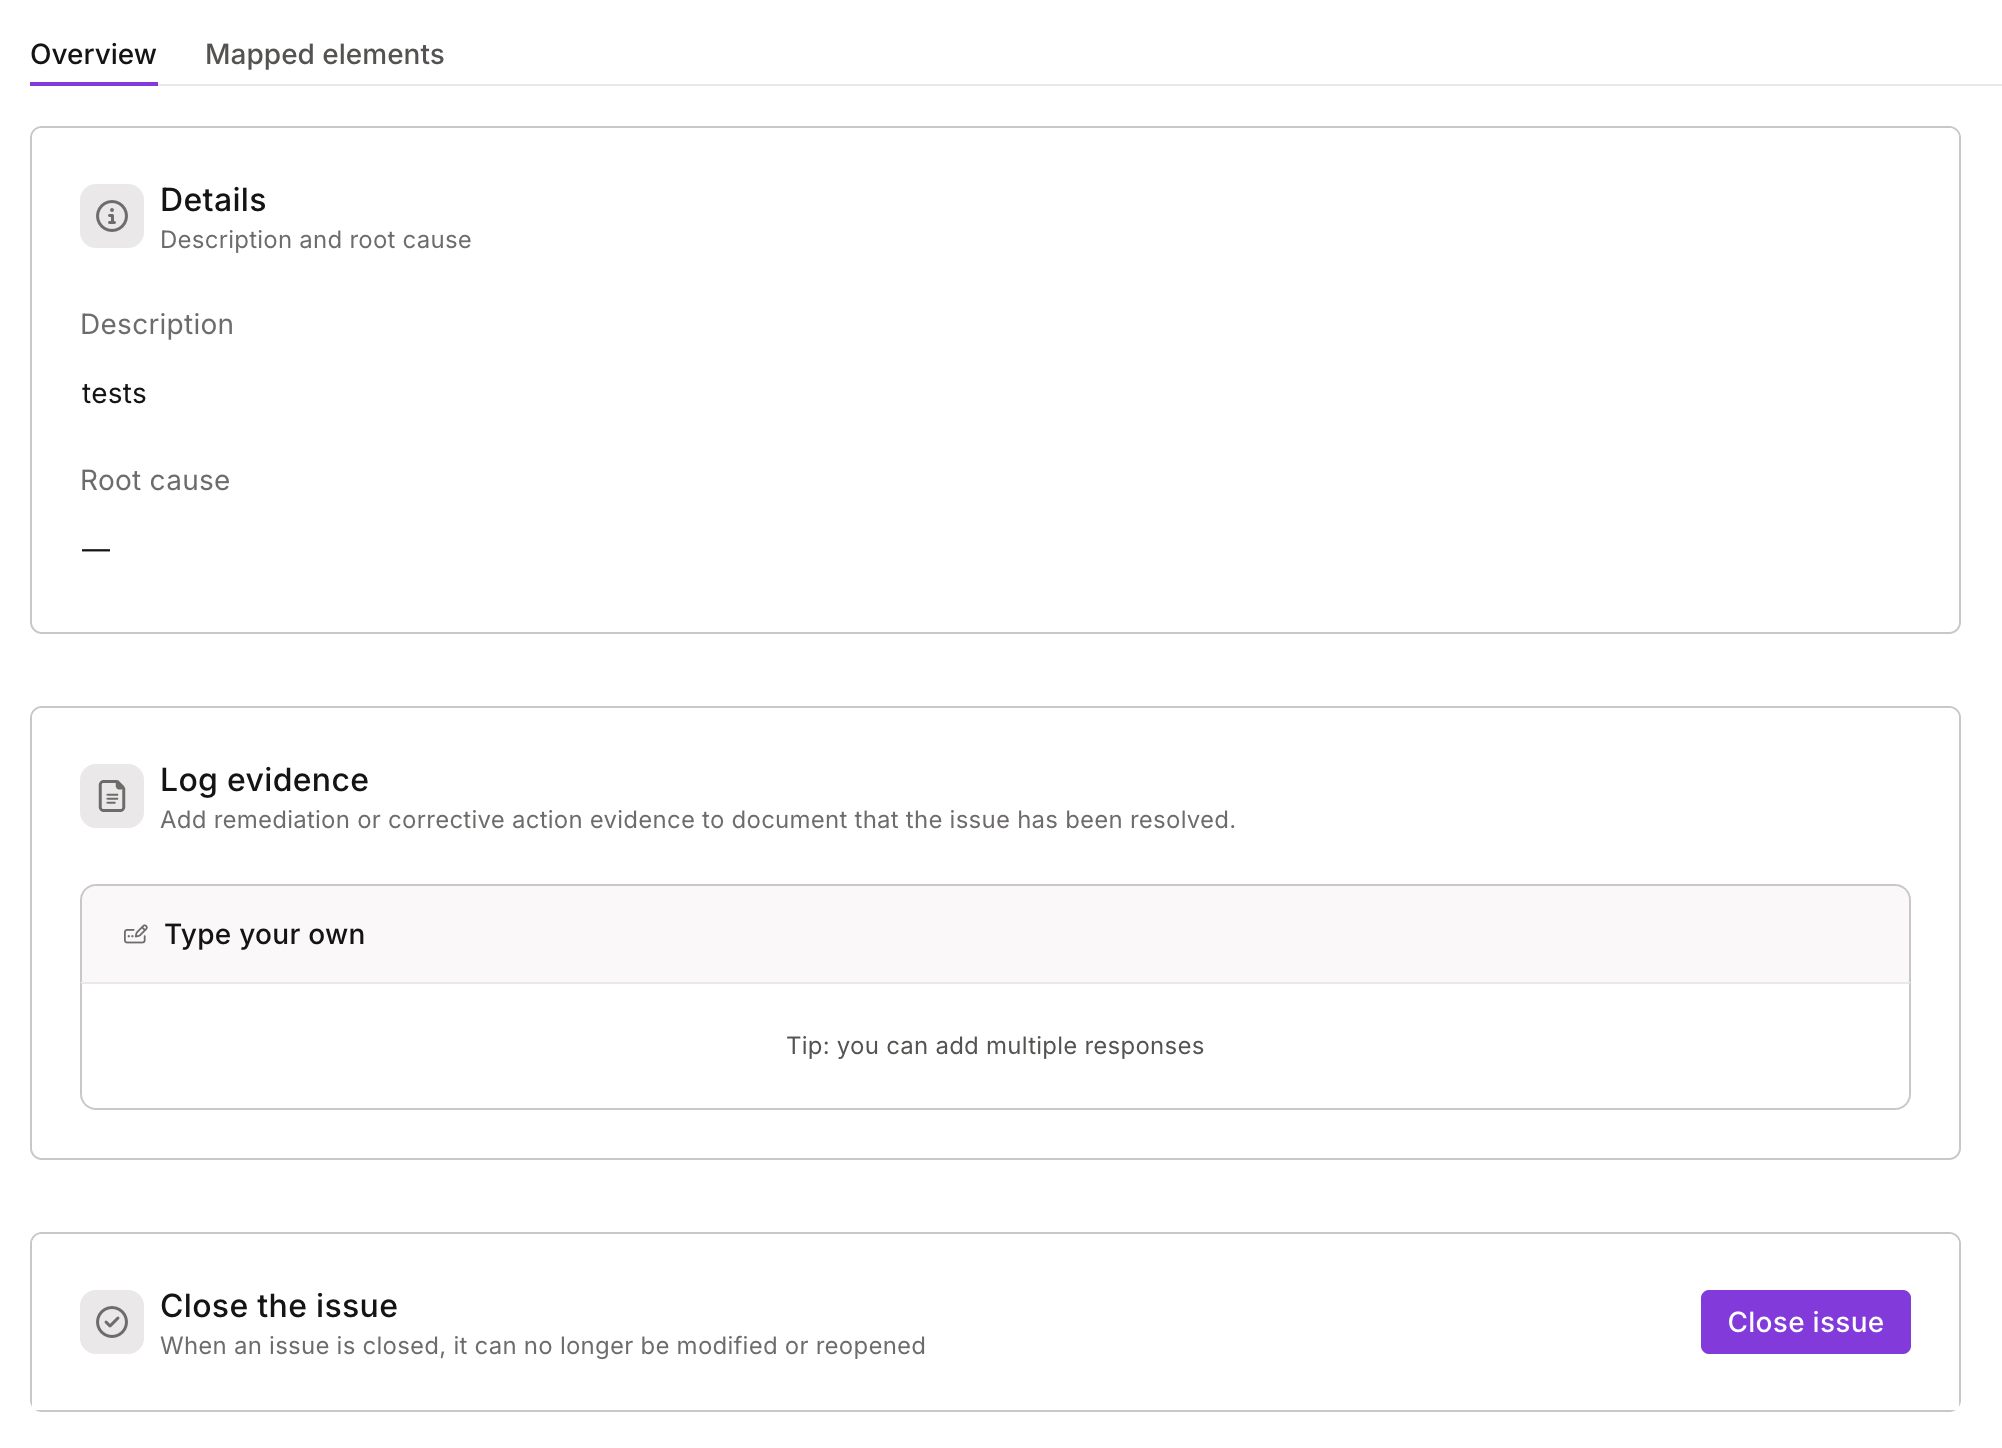 Overview
Mapped elements
Details
Description and root cause
Description
tests
Root cause
—
Log evidence
Add remediation or corrective action evidence to document that the issue has been resolved.
Type your own
Tip: you can add multiple responses
Close the issue
When an issue is closed, it can no longer be modified or reopened
Close issue